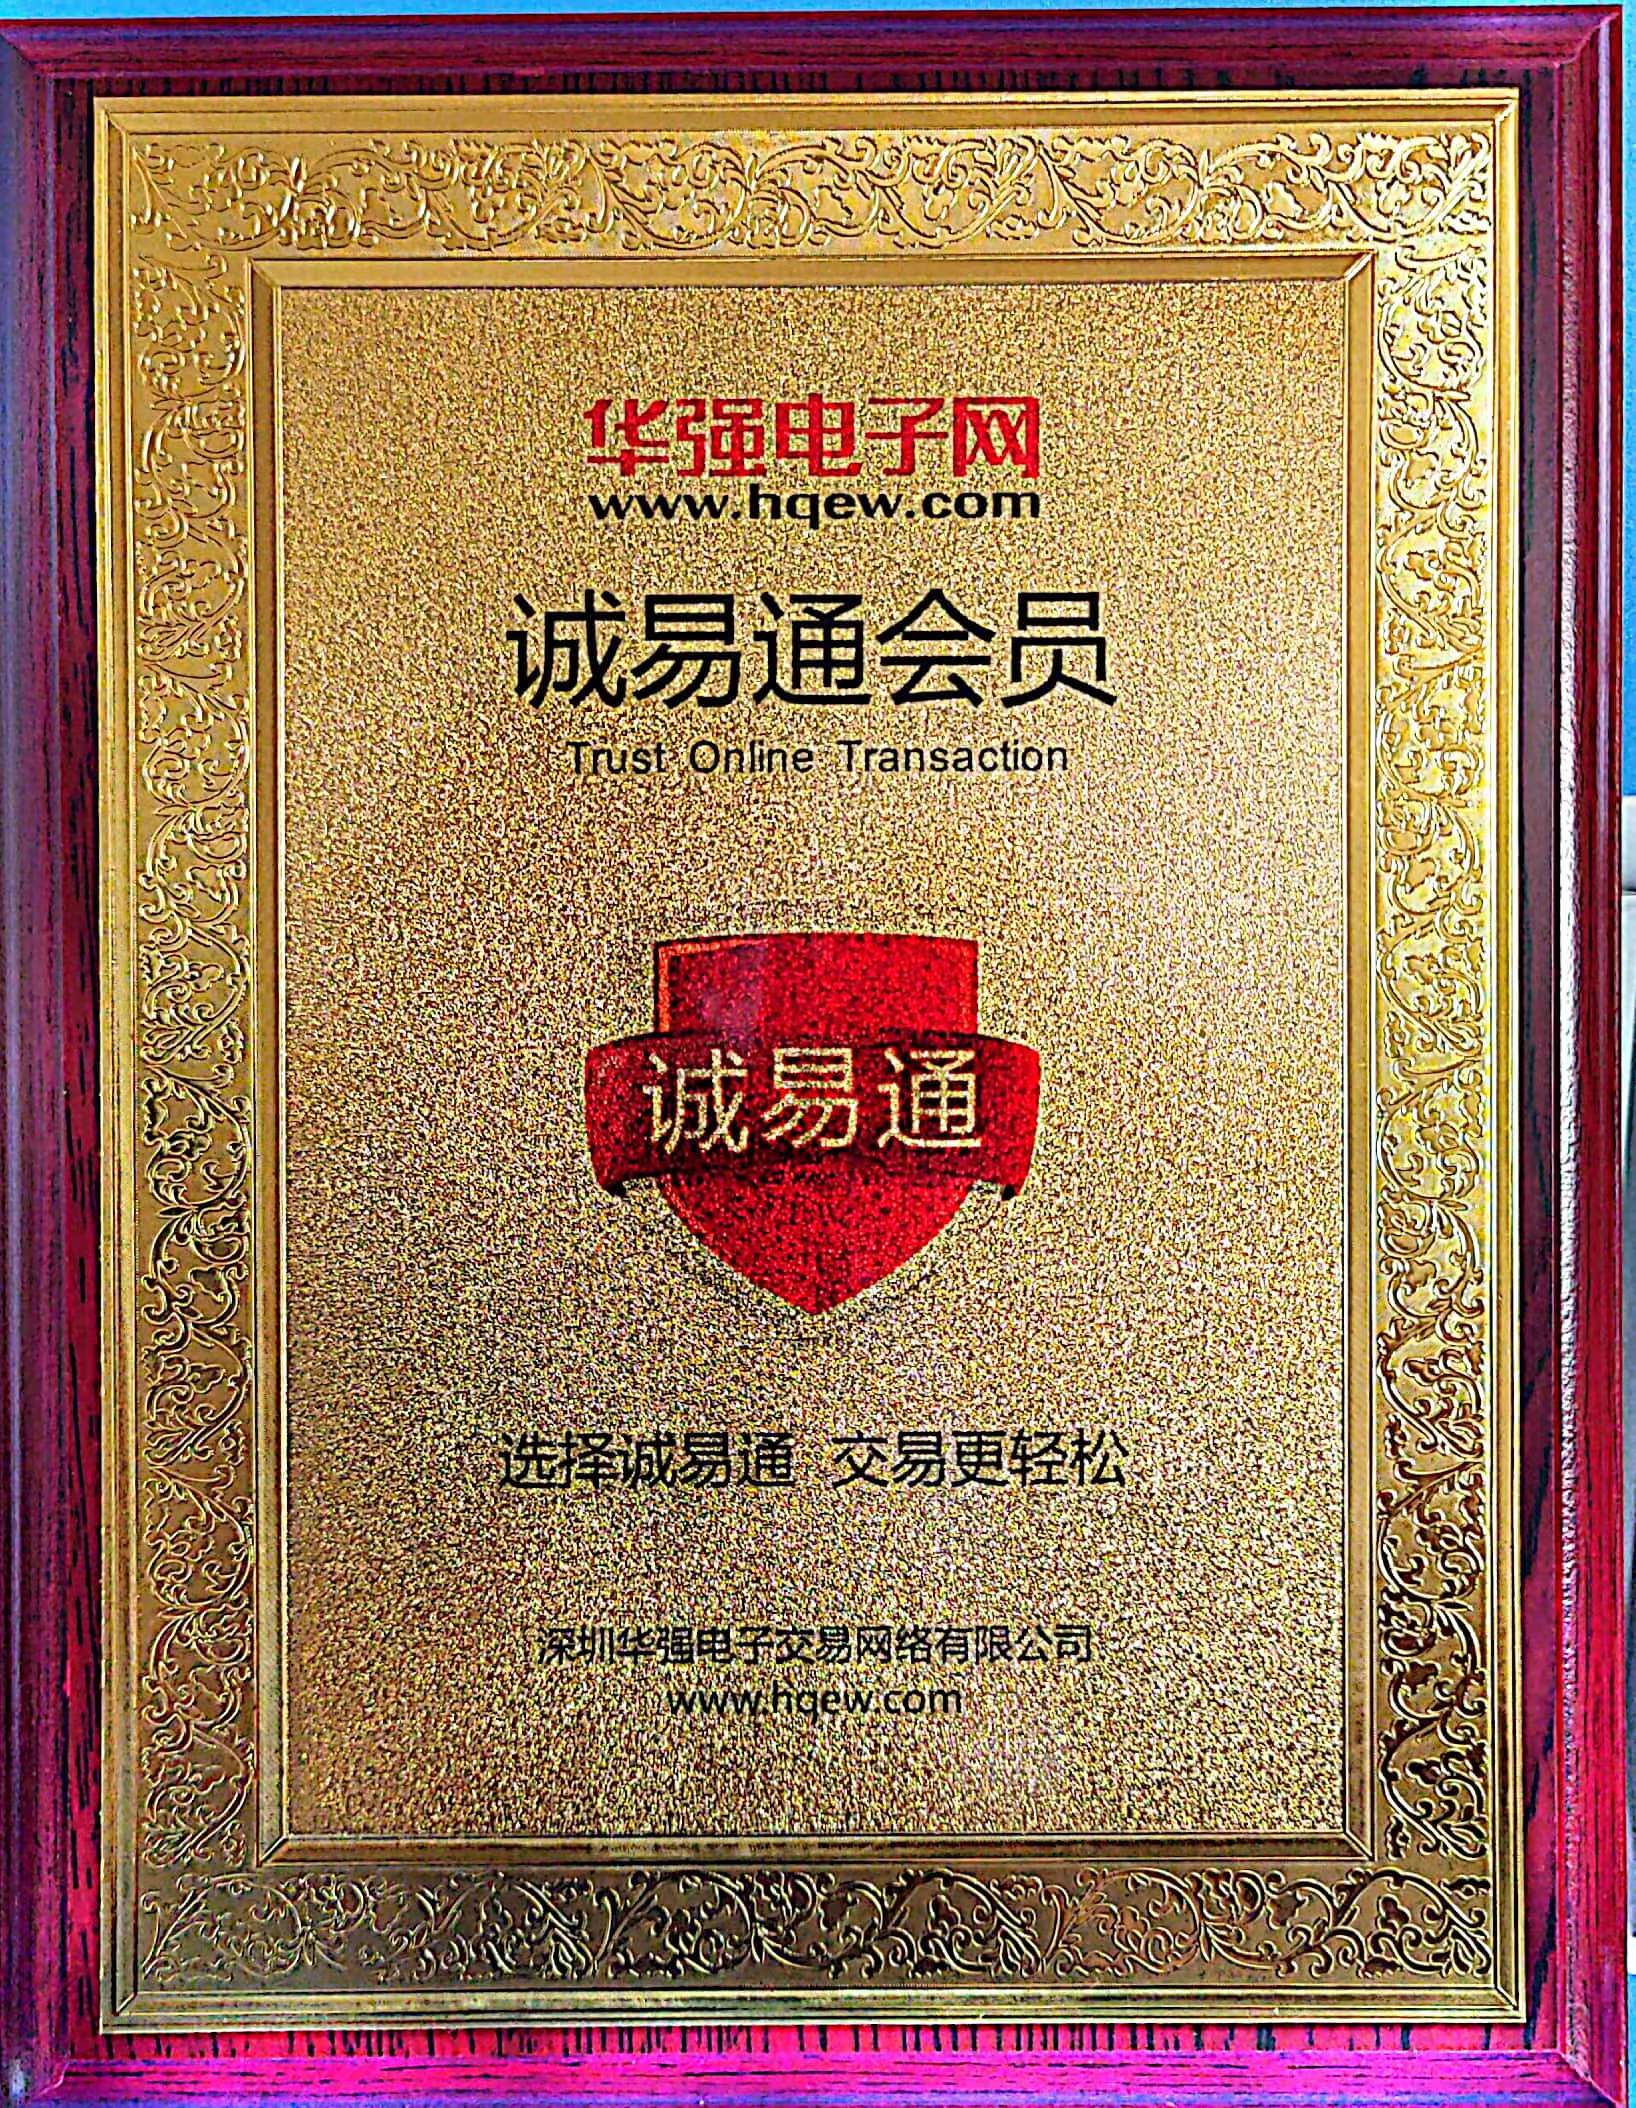 华强电子网
www.hqew.com
诚易通会员
Trust Online Transaction
诚易通
选择诚易通 交易更轻松
深圳华强电子交易网络有限公司
www.hqew.com